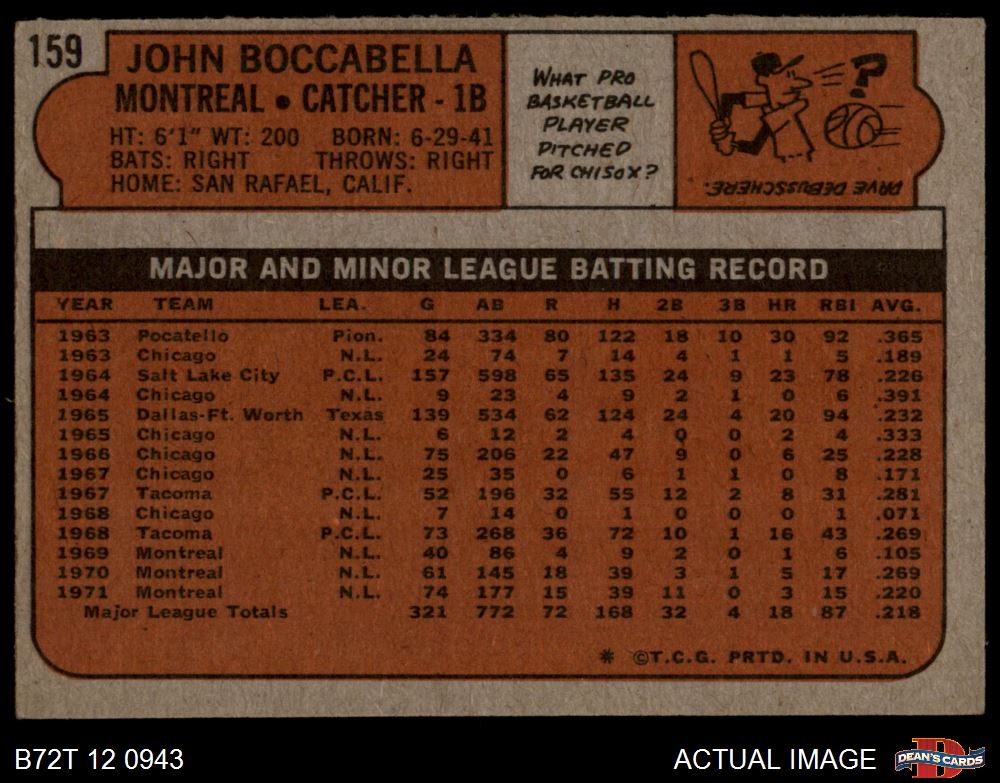 159
JOHN BOCCABELLA
MONTREAL • CATCHER - 1B
HT: 6'1" WT: 200 BORN: 6-29-41
BATS: RIGHT THROWS: RIGHT
HOME: SAN RAFAEL, CALIF.
WHAT PRO
BASKETBALL
PLAYER
PITCHED
FOR CHISOX?
?
DAVE DEBUSSCHERE.
MAJOR AND MINOR LEAGUE BATTING RECORD
YEAR TEAM LEA. G AB R H 2B 3B HR RBI AVG.
1963 Pocatello Pion. 84 334 80 122 18 10 30 92 .365
1963 Chicago N.L. 24 74 7 14 4 1 1 5 .189
1964 Salt Lake City P.C.L. 157 598 65 135 24 9 23 78 .226
1964 Chicago N.L. 9 23 4 9 2 1 0 6 .391
1965 Dallas-Ft. Worth Texas 139 534 62 124 24 4 20 94 .232
1965 Chicago N.L. 6 12 2 4 0 0 2 4 .333
1966 Chicago N.L. 75 206 22 47 9 0 6 25 .228
1967 Chicago N.L. 25 35 0 6 1 1 0 8 .171
1967 Tacoma P.C.L. 52 196 32 55 12 2 8 31 .281
1968 Chicago N.L. 7 14 0 1 0 0 0 1 .071
1968 Tacoma P.C.L. 73 268 36 72 10 1 16 43 .269
1969 Montreal N.L. 40 86 4 9 2 0 1 6 .105
1970 Montreal N.L. 61 145 18 39 3 1 5 17 .269
1971 Montreal N.L. 74 177 15 39 11 0 3 15 .220
Major League Totals 321 772 72 168 32 4 18 87 .218
* ©T.C.G. PRTD. IN U.S.A.
B72T 12 0943
ACTUAL IMAGE
D
DEAN'S CARDS